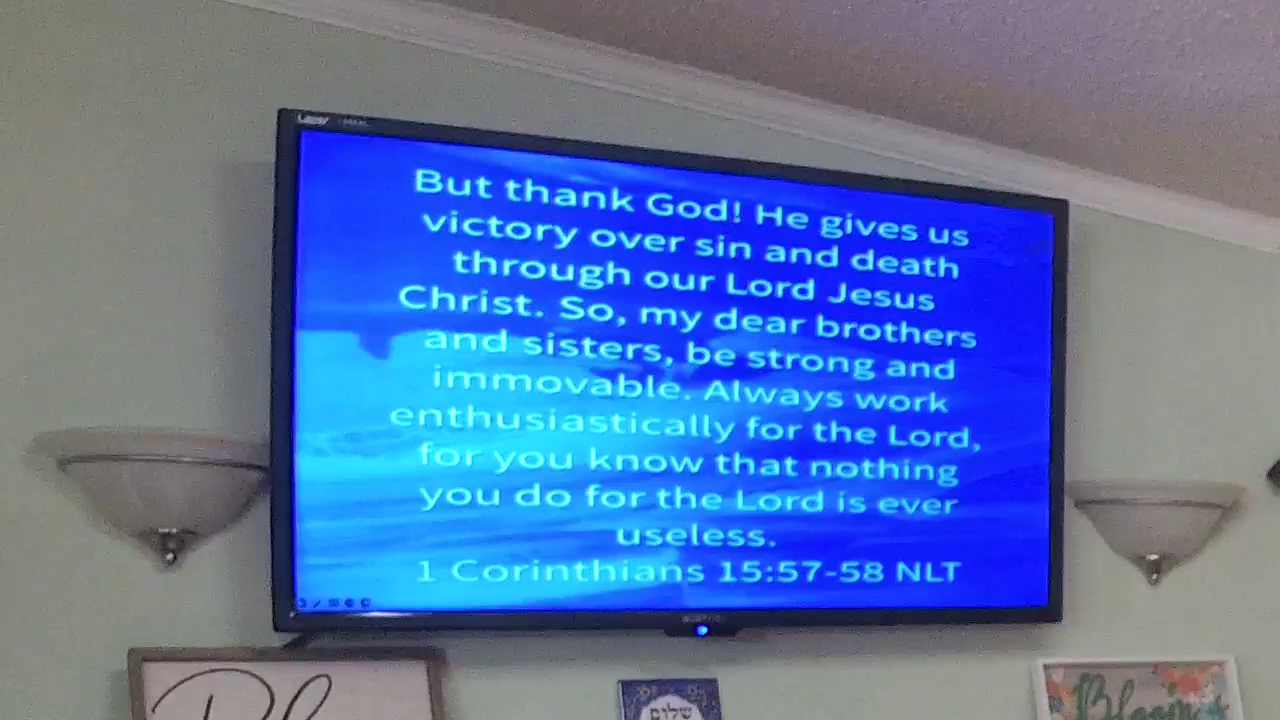 But thank God! He gives us
victory over sin and death
through our Lord Jesus
Christ. So, my dear brothers
and sisters, be strong and
immovable. Always work
enthusiastically for the Lord,
for you know that nothing
you do for the Lord is ever
useless.
1 Corinthians 15:57-58 NLT
שלום